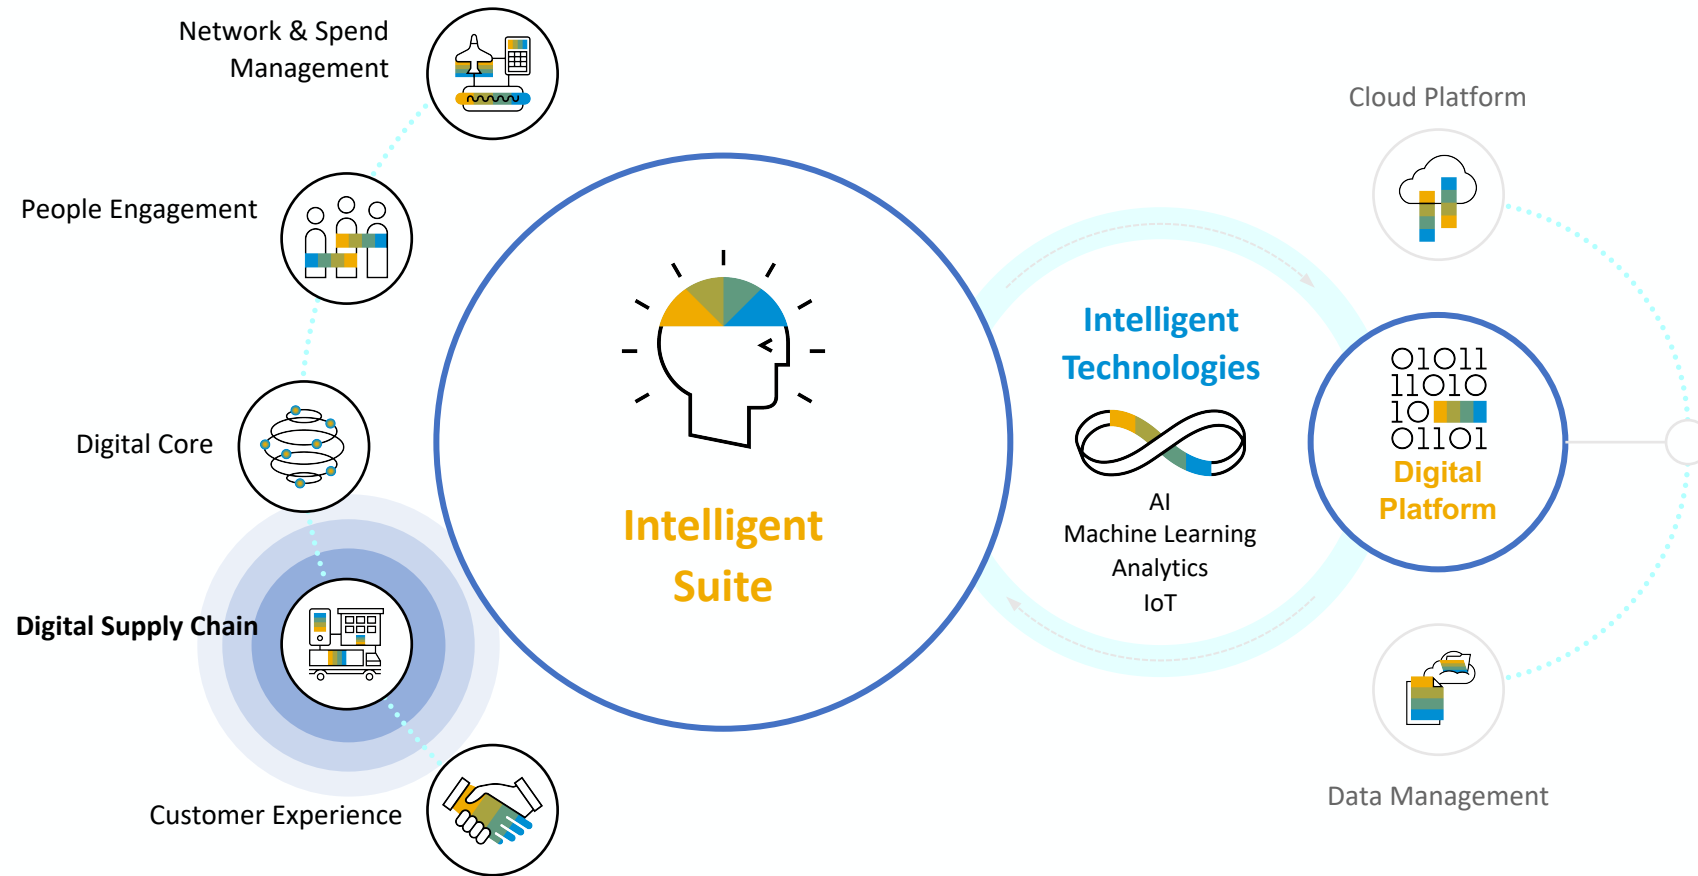 Network & Spend
Management
People Engagement
Digital Core
Digital Supply Chain
Customer Experience
Intelligent
Suite
Intelligent
Technologies
AI
Machine Learning
Analytics
IoT
Cloud Platform
01011
11010
10
01101
Digital
Platform
Data Management